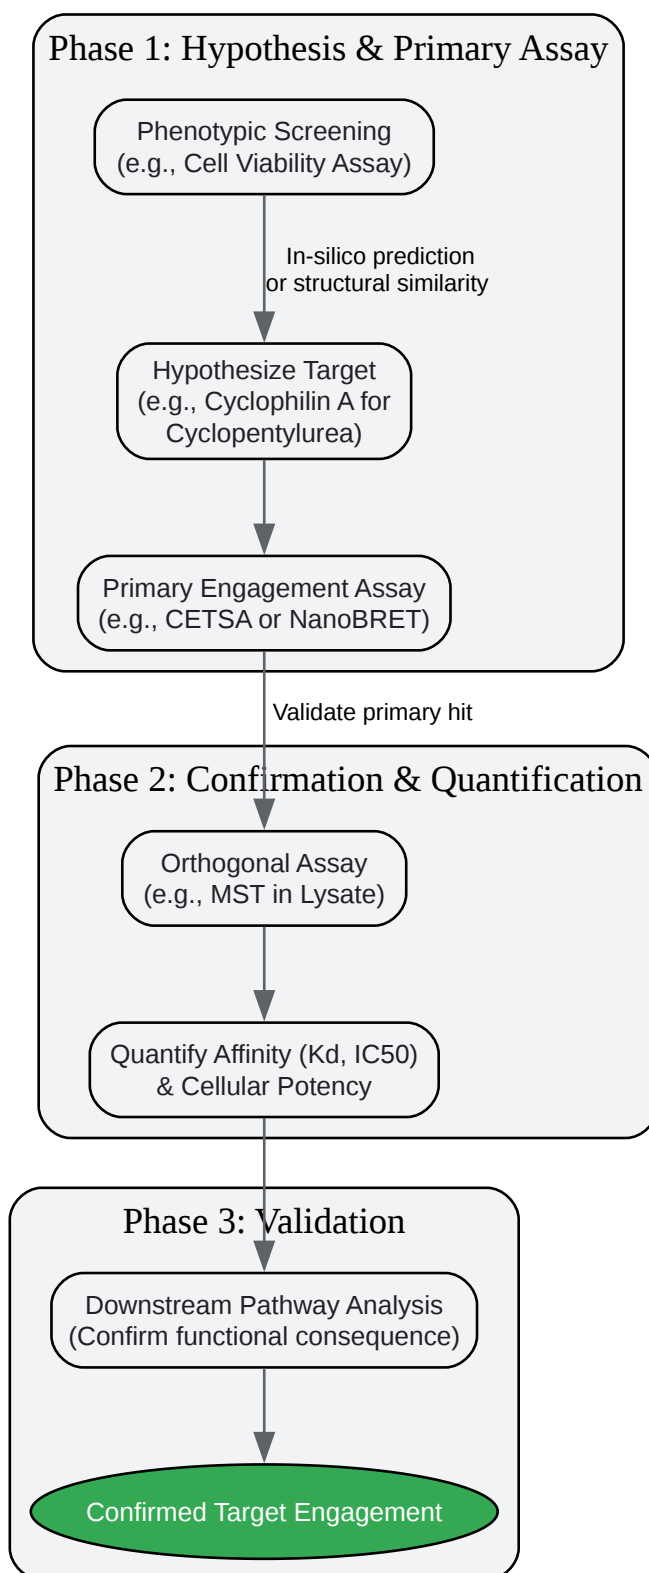 Phase 1: Hypothesis & Primary Assay
Phenotypic Screening
(e.g., Cell Viability Assay)
In-silico prediction
or structural similarity
Hypothesize Target
(e.g., Cyclophilin A for
Cyclopentylurea)
Primary Engagement Assay
(e.g., CETSA or NanoBRET)
Validate primary hit
Phase 2: Confirmation & Quantification
Orthogonal Assay
(e.g., MST in Lysate)
Quantify Affinity (Kd, IC50)
& Cellular Potency
Phase 3: Validation
Downstream Pathway Analysis
(Confirm functional consequence)
Confirmed Target Engagement